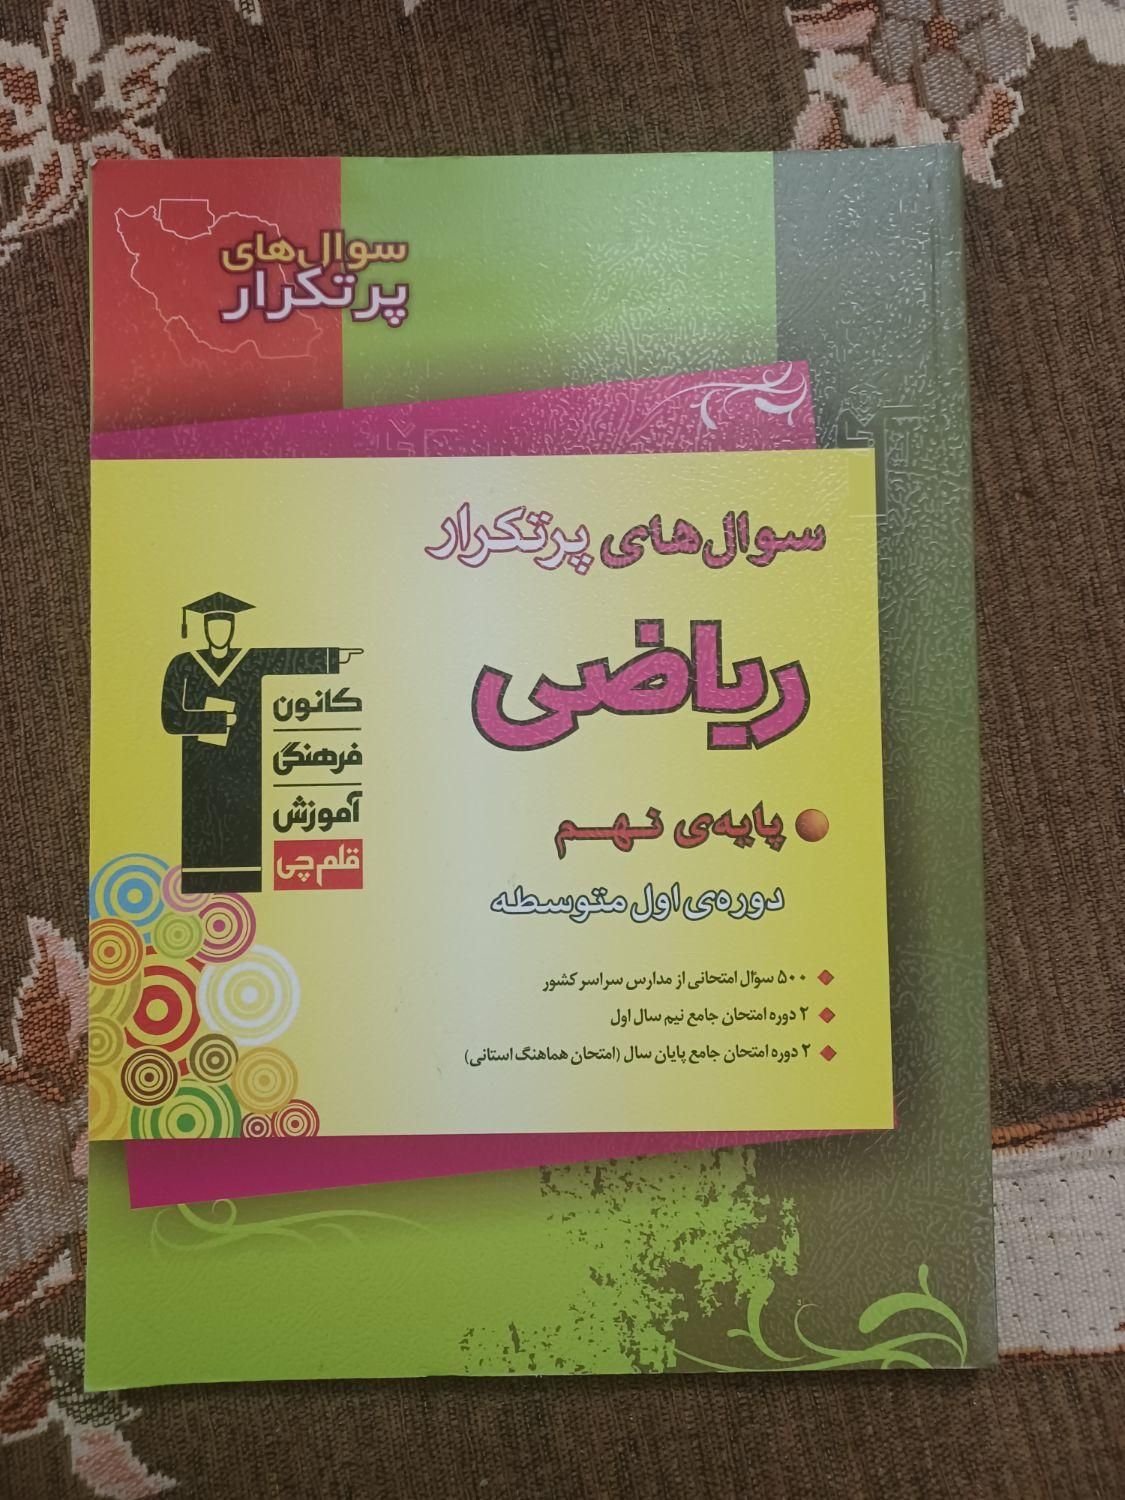 سوال‌های
پرتکرار
سوال‌های پرتکرار
ریاضی
پایه‌ی نهم
دوره‌ی اول متوسطه
۵۰۰ سؤال امتحانی از مدارس سراسر کشور
۲ دوره امتحان جامع نیم سال اول
۲ دوره امتحان جامع پایان سال (امتحان هماهنگ استانی)
کانون
فرهنگی
آموزش
قلم‌چی